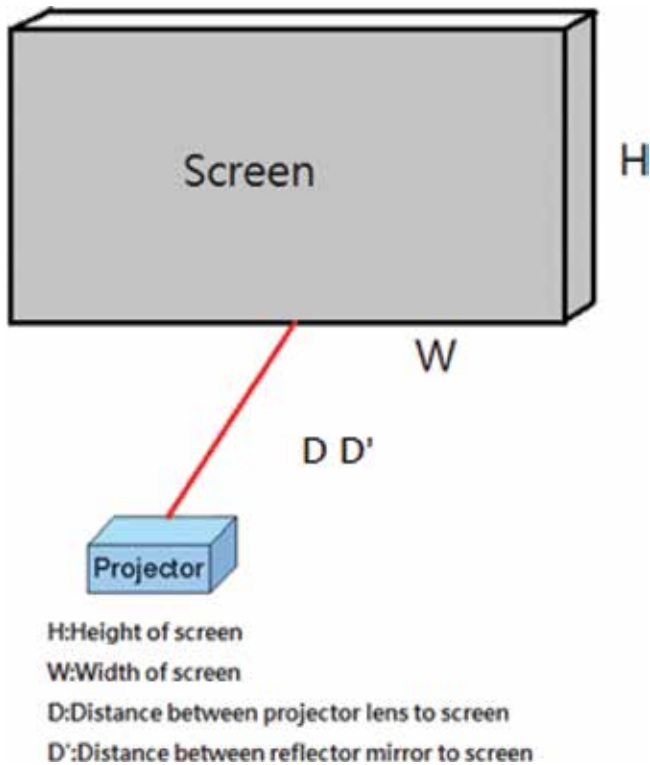 Screen
H
W
D D'
Projector
H:Height of screen
W:Width of screen
D:Distance between projector lens to screen
D':Distance between reflector mirror to screen